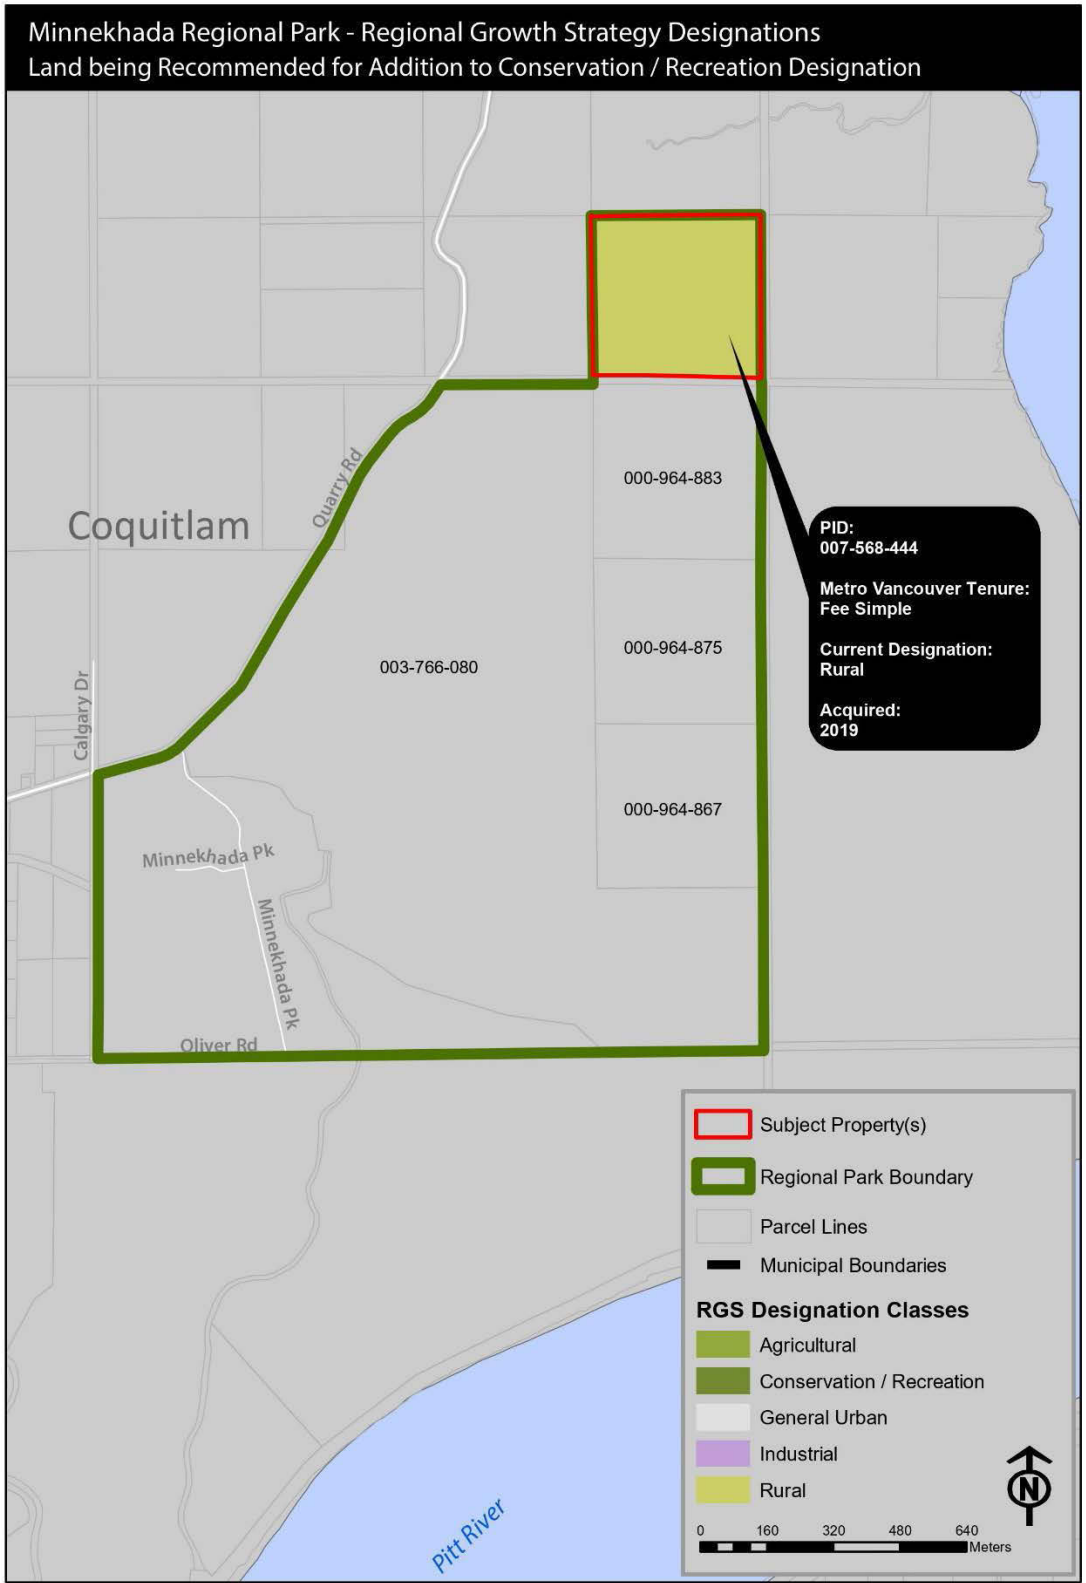 Minnekhada Regional Park - Regional Growth Strategy Designations
Land being Recommended for Addition to Conservation / Recreation Designation
Quarry Rd
000-964-883
Coquitlam
PID:
007-568-444
Metro Vancouver Tenure:
Fee Simple
Current Designation:
Rural
Acquired:
2019
000-964-875
003-766-080
Calgary Dr
000-964-867
Minnekhada Pk
Minnekhada Pk
Oliver Rd
Subject Property(s)
Regional Park Boundary
Parcel Lines
Municipal Boundaries
RGS Designation Classes
Agricultural
Conservation / Recreation
General Urban
Industrial
Rural
N
0 160 320 480 640
Meters
Pitt River